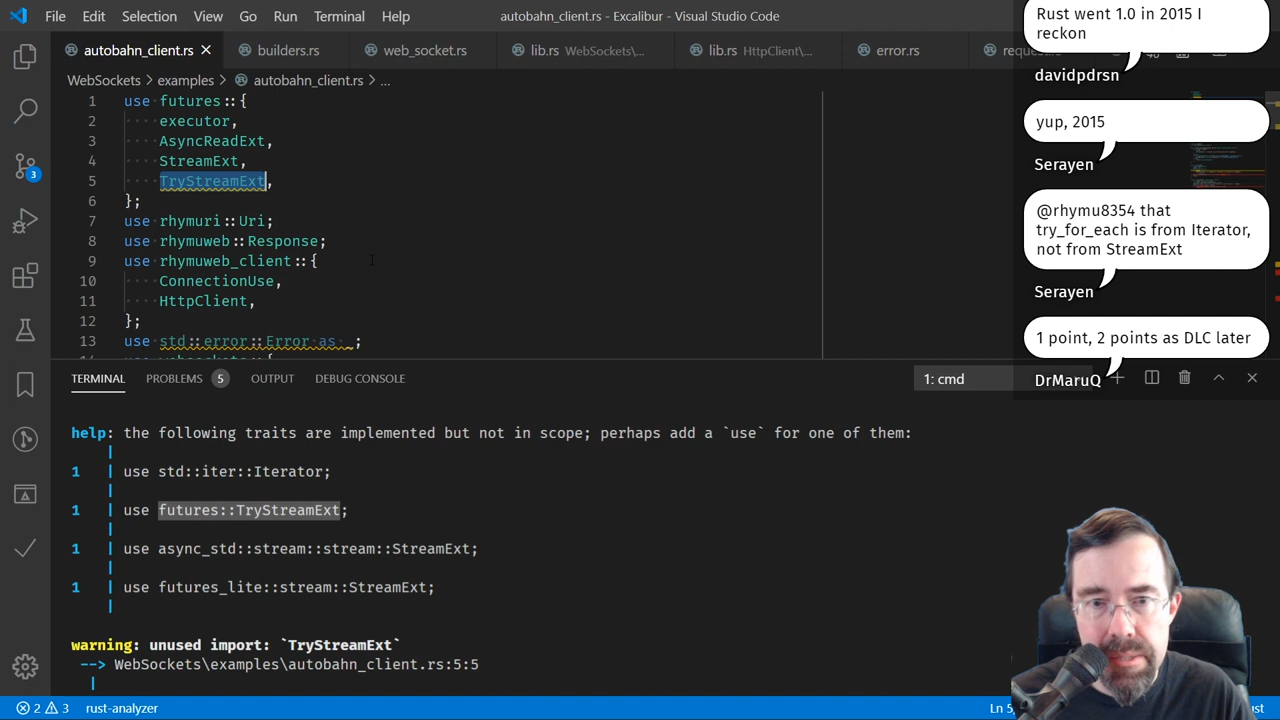 File Edit Selection View Go Run Terminal Help
autobahn_client.rs - Excalibur - Visual Studio Code
autobahn_client.rs
builders.rs
web_socket.rs
lib.rs WebSockets\...
lib.rs HttpClient\...
error.rs
WebSockets > examples > autobahn_client.rs > ...
1 use futures::{
2 executor,
3 AsyncReadExt,
4 StreamExt,
5 TryStreamExt,
6 };
7 use rhymuri::Uri;
8 use rhymuweb::Response;
9 use rhymuweb_client::{
10 ConnectionUse,
11 HttpClient,
12 };
13 use std::error::Error as _;
3
TERMINAL PROBLEMS 5 OUTPUT DEBUG CONSOLE
1: cmd
help: the following traits are implemented but not in scope; perhaps add a `use` for one of them:
|
1 | use std::iter::Iterator;
|
1 | use futures::TryStreamExt;
|
1 | use async_std::stream::stream::StreamExt;
|
1 | use futures_lite::stream::StreamExt;
|
warning: unused import: `TryStreamExt`
--> WebSockets\examples\autobahn_client.rs:5:5
|
2 3 rust-analyzer
Rust went 1.0 in 2015 I
reckon
davidpdrsn
yup, 2015
Serayen
@rhymu8354 that
try_for_each is from Iterator,
not from StreamExt
Serayen
1 point, 2 points as DLC later
DrMaruQ